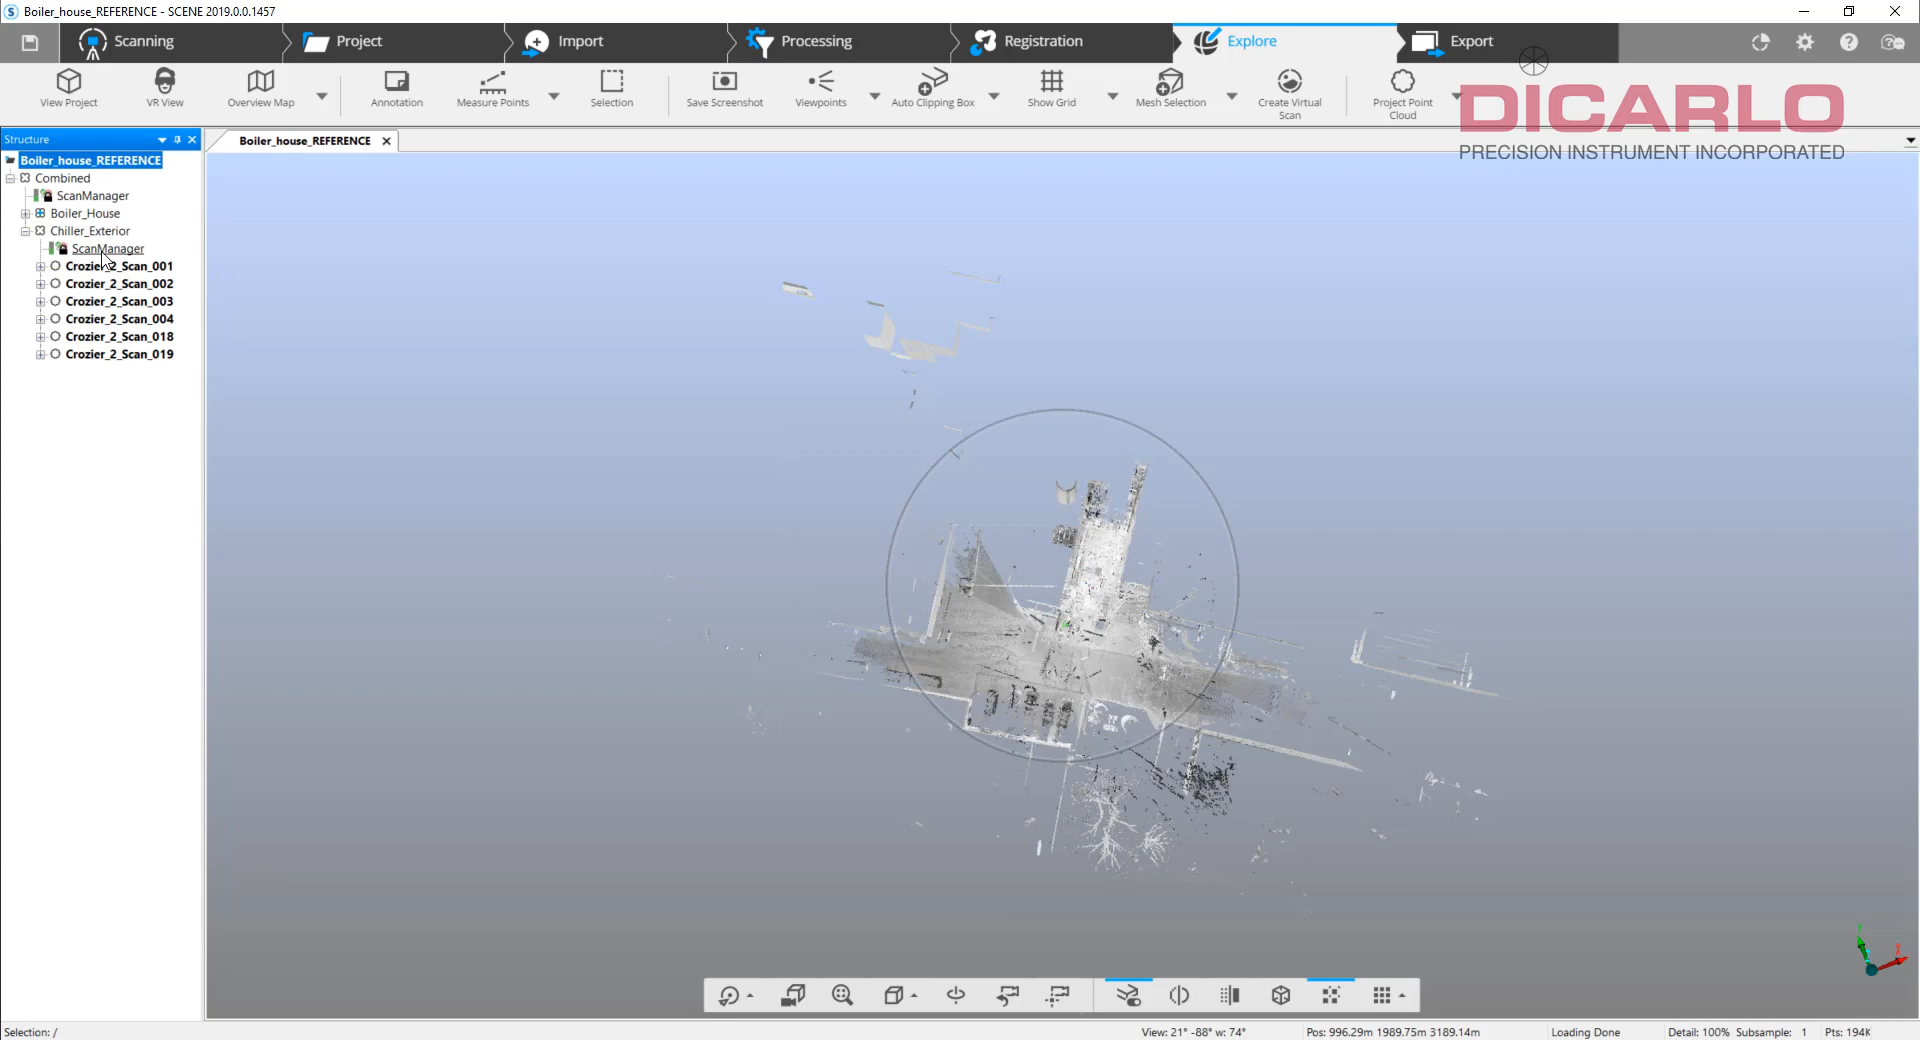 Boiler_house_REFERENCE - SCENE 2019.0.0.1457
Scanning
Project
Import
Processing
Registration
Explore
Export
View Project
VR View
Overview Map
Annotation
Measure Points
Selection
Save Screenshot
Viewpoints
Auto Clipping Box
Show Grid
Mesh Selection
Create Virtual
Scan
Project Point
Cloud
DICARLO
PRECISION INSTRUMENT INCORPORATED
Structure
Boiler_house_REFERENCE
Boiler_house_REFERENCE
Combined
ScanManager
Boiler_House
Chiller_Exterior
ScanManager
Crozier_2_Scan_001
Crozier_2_Scan_002
Crozier_2_Scan_003
Crozier_2_Scan_004
Crozier_2_Scan_018
Crozier_2_Scan_019
Selection: /
View: 21° -88° w: 74°
Pos: 996.29m 1989.75m 3189.14m
Loading Done
Detail: 100% Subsample: 1
Pts: 194K